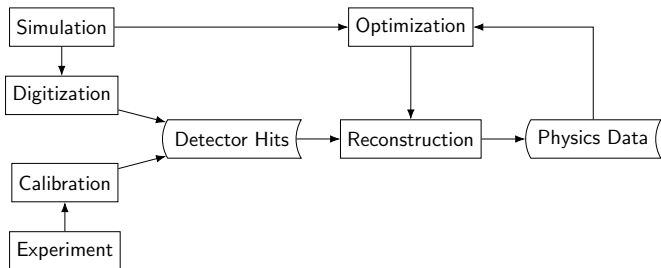 Simulation
Optimization
Digitization
Detector Hits
Reconstruction
Physics Data
Calibration
Experiment